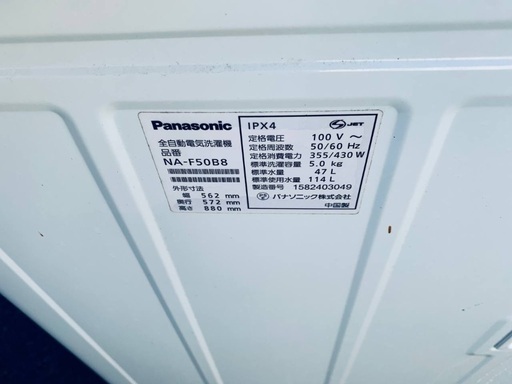 Panasonic
全自動電気洗濯機
品番
NA-F50B8
外形寸法
幅 562 mm
奥行 572 mm
高さ 880 mm
IPX4
JET
定格電圧 100 V ～
定格周波数 50/60 Hz
定格消費電力 355/430 W
標準洗濯容量 5.0 kg
標準水量 47 L
標準使用水量 114 L
製造番号 1582403049
パナソニック株式会社
中国製